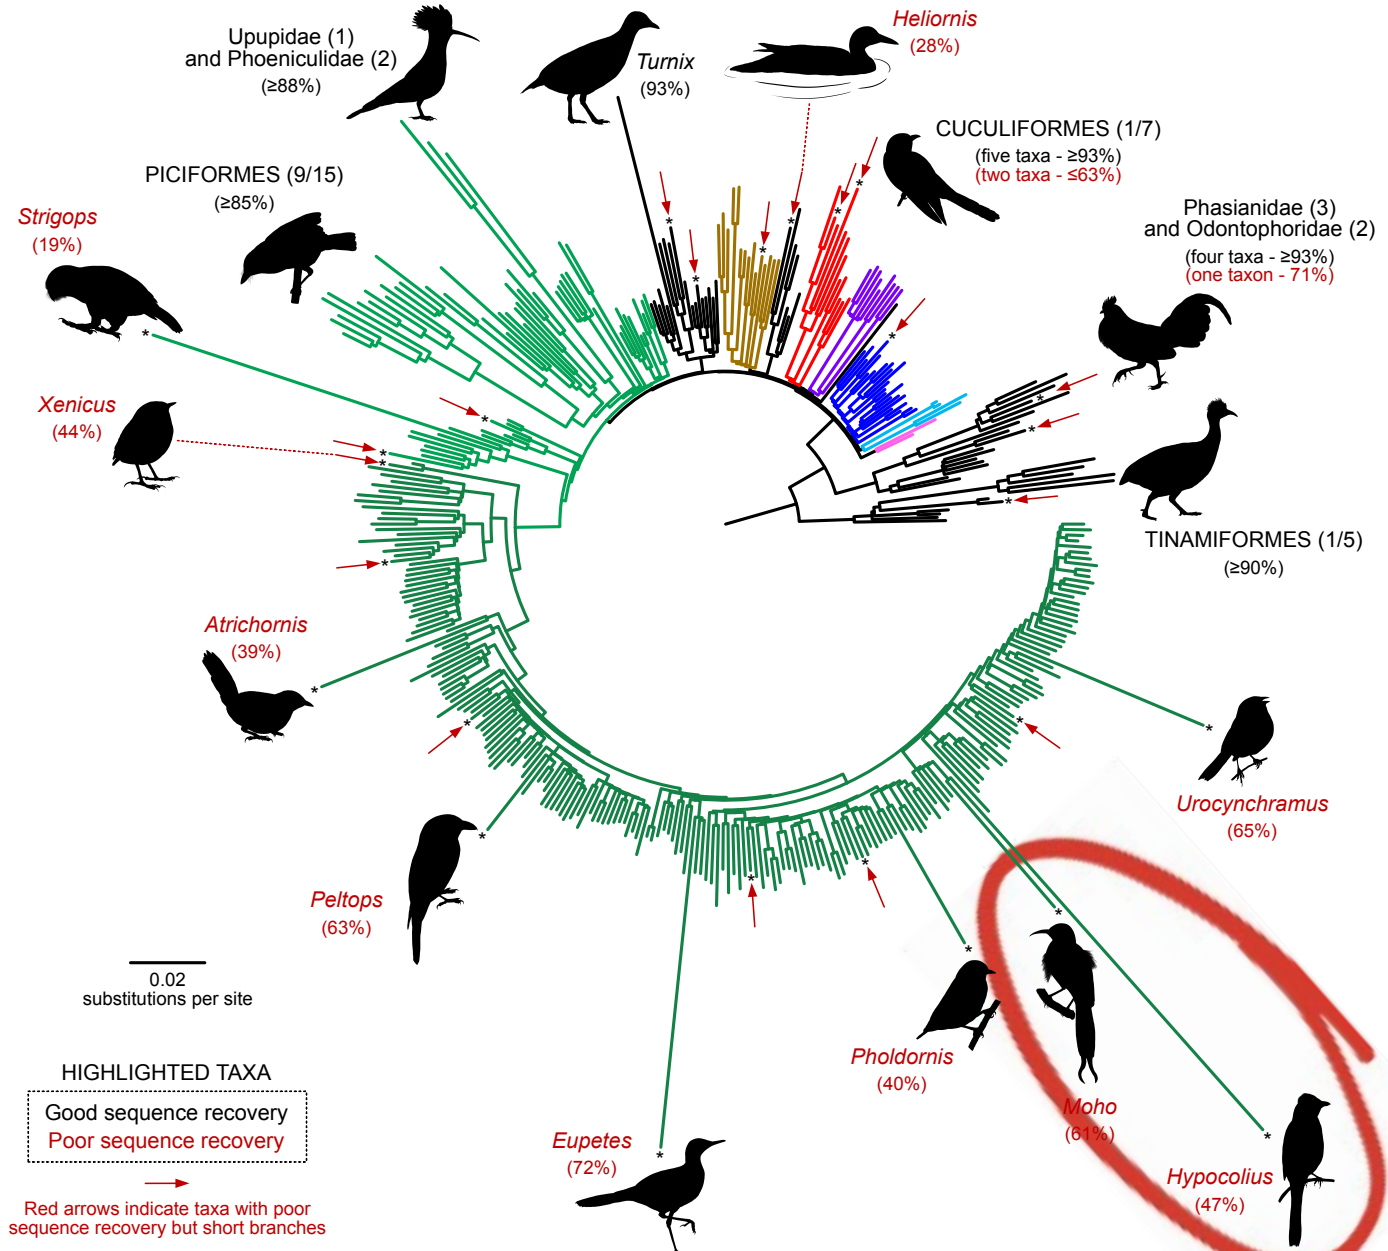 Upupidae (1)
and Phoeniculidae (2)
(≥88%)
Turnix
(93%)
Heliornis
(28%)
CUCULIFORMES (1/7)
(five taxa - ≥93%)
(two taxa - ≤63%)
PICIFORMES (9/15)
(≥85%)
Phasianidae (3)
and Odontophoridae (2)
(four taxa - ≥93%)
(one taxon - 71%)
Strigops
(19%)
Xenicus
(44%)
TINAMIFORMES (1/5)
(≥90%)
Atrichornis
(39%)
Urocynchramus
(65%)
Peltops
(63%)
0.02
substitutions per site
Pholdornis
(40%)
Moho
(61%)
Eupetes
(72%)
Hypocolius
(47%)
HIGHLIGHTED TAXA
Good sequence recovery
Poor sequence recovery
Red arrows indicate taxa with poor
sequence recovery but short branches